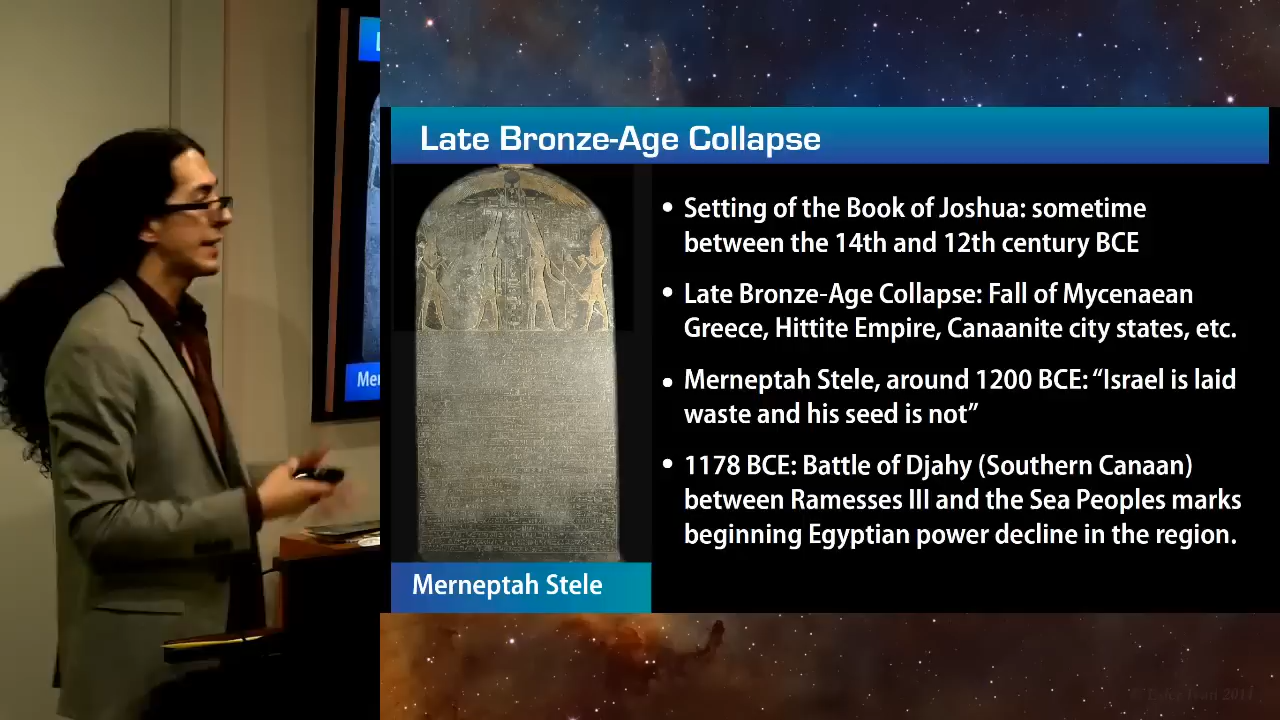 Late Bronze-Age Collapse
• Setting of the Book of Joshua: sometime
between the 14th and 12th century BCE
• Late Bronze-Age Collapse: Fall of Mycenaean
Greece, Hittite Empire, Canaanite city states, etc.
• Merneptah Stele, around 1200 BCE: “Israel is laid
waste and his seed is not”
• 1178 BCE: Battle of Djahy (Southern Canaan)
between Ramesses III and the Sea Peoples marks
beginning Egyptian power decline in the region.
Merneptah Stele
Mer